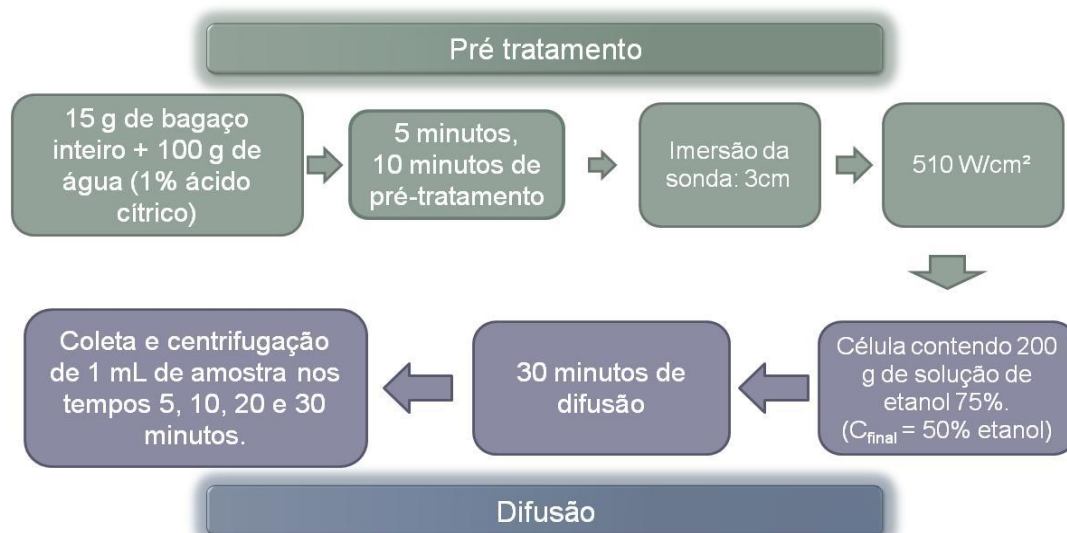 Pré tratamento
15 g de bagaço
inteiro + 100 g de
água (1% ácido
cítrico)
5 minutos,
10 minutos de
pré-tratamento
Imersão da
sonda: 3cm
510 W/cm²
Célula contendo 200
g de solução de
etanol 75%.
(Cfinal = 50% etanol)
30 minutos de
difusão
Coleta e centrifugação
de 1 mL de amostra nos
tempos 5, 10, 20 e 30
minutos.
Difusão